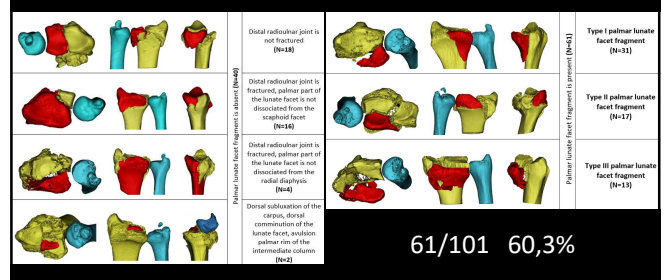 Distal radioulnar joint is
not fractured
(N=18)
Distal radioulnar joint is
fractured, palmar part of
the lunate facet is not
dissociated from the
scaphoid facet
(N=16)
Distal radioulnar joint is
fractured, palmar part of
the lunate facet is not
dissociated from the
radial diaphysis
(N=4)
Dorsal subluxation of the
carpus, dorsal
comminution of the
lunate facet, avulsion
palmar rim of the
intermediate column
(N=2)
Palmar lunate facet fragment is absent (N=40)
Palmar lunate facet fragment is present (N=61)
Type I palmar lunate
facet fragment
(N=31)
Type II palmar lunate
facet fragment
(N=17)
Type III palmar lunate
facet fragment
(N=13)
61/101 60,3%